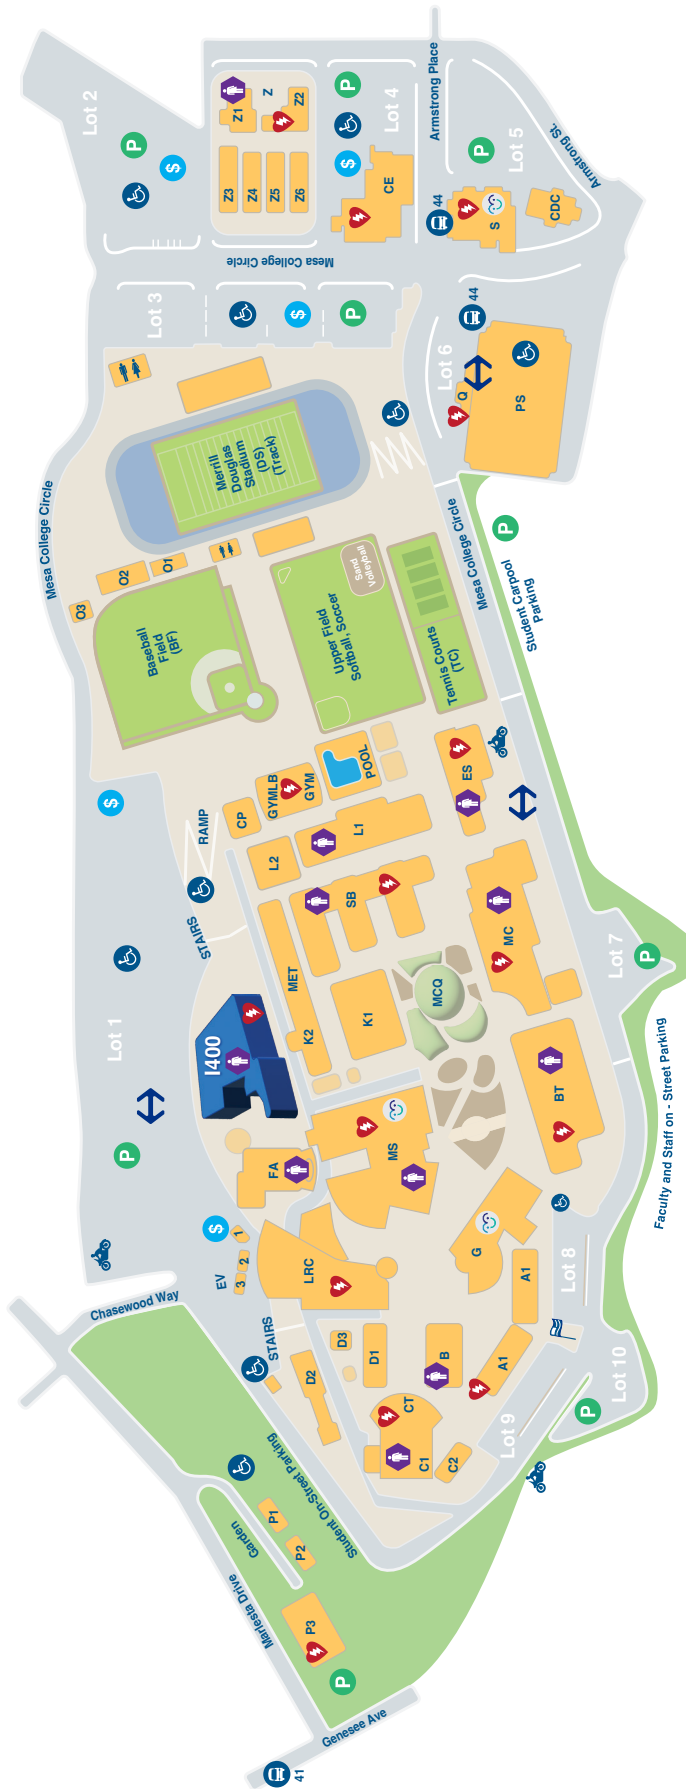 Lot 2
P
$
Z1
Z
Z2
Z3
Z4
Z5
Z6
P
Lot 4
$
CE
Armstrong Place
P
Lot 5
Armstrong St.
44
S
CDC
Mesa College Circle
Lot 3
$
P
44
Lot 6
Q
PS
Merrill
Douglas
Stadium
(DS)
(Track)
Mesa College Circle
O3
O2
O1
Baseball
Field
(BF)
Sand
Volleyball
Upper Field
Softball, Soccer
Tennis Courts
(TC)
Mesa College Circle
P
Student Carpool
Parking
$
RAMP
CP
GYMLB
GYM
POOL
ES
L2
L1
STAIRS
SB
MC
MET
K2
K1
MCQ
Lot 7
P
Lot 1
I400
P
FA
MS
BT
Faculty and Staff on - Street Parking
$
EV
1
2
3
LRC
G
A1
Lot 8
Chasewood Way
STAIRS
D3
D1
D2
B
A1
CT
C1
C2
Lot 9
Lot 10
P
Student On-Street Parking
Garden
P1
P2
P3
Marlesta Drive
P
Genesee Ave
41